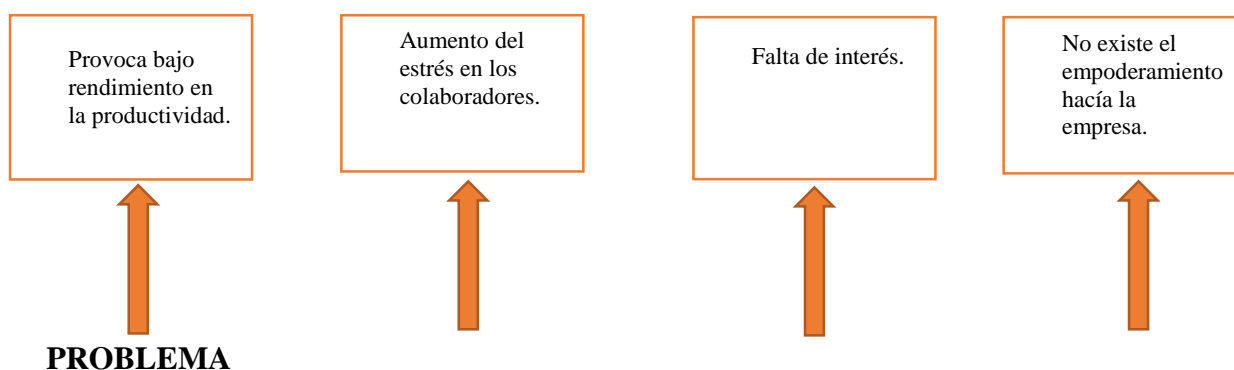 Provoca bajo
rendimiento en
la productividad.
Aumento del
estrés en los
colaboradores.
Falta de interés.
No existe el
empoderamiento
hacía la
empresa.
PROBLEMA